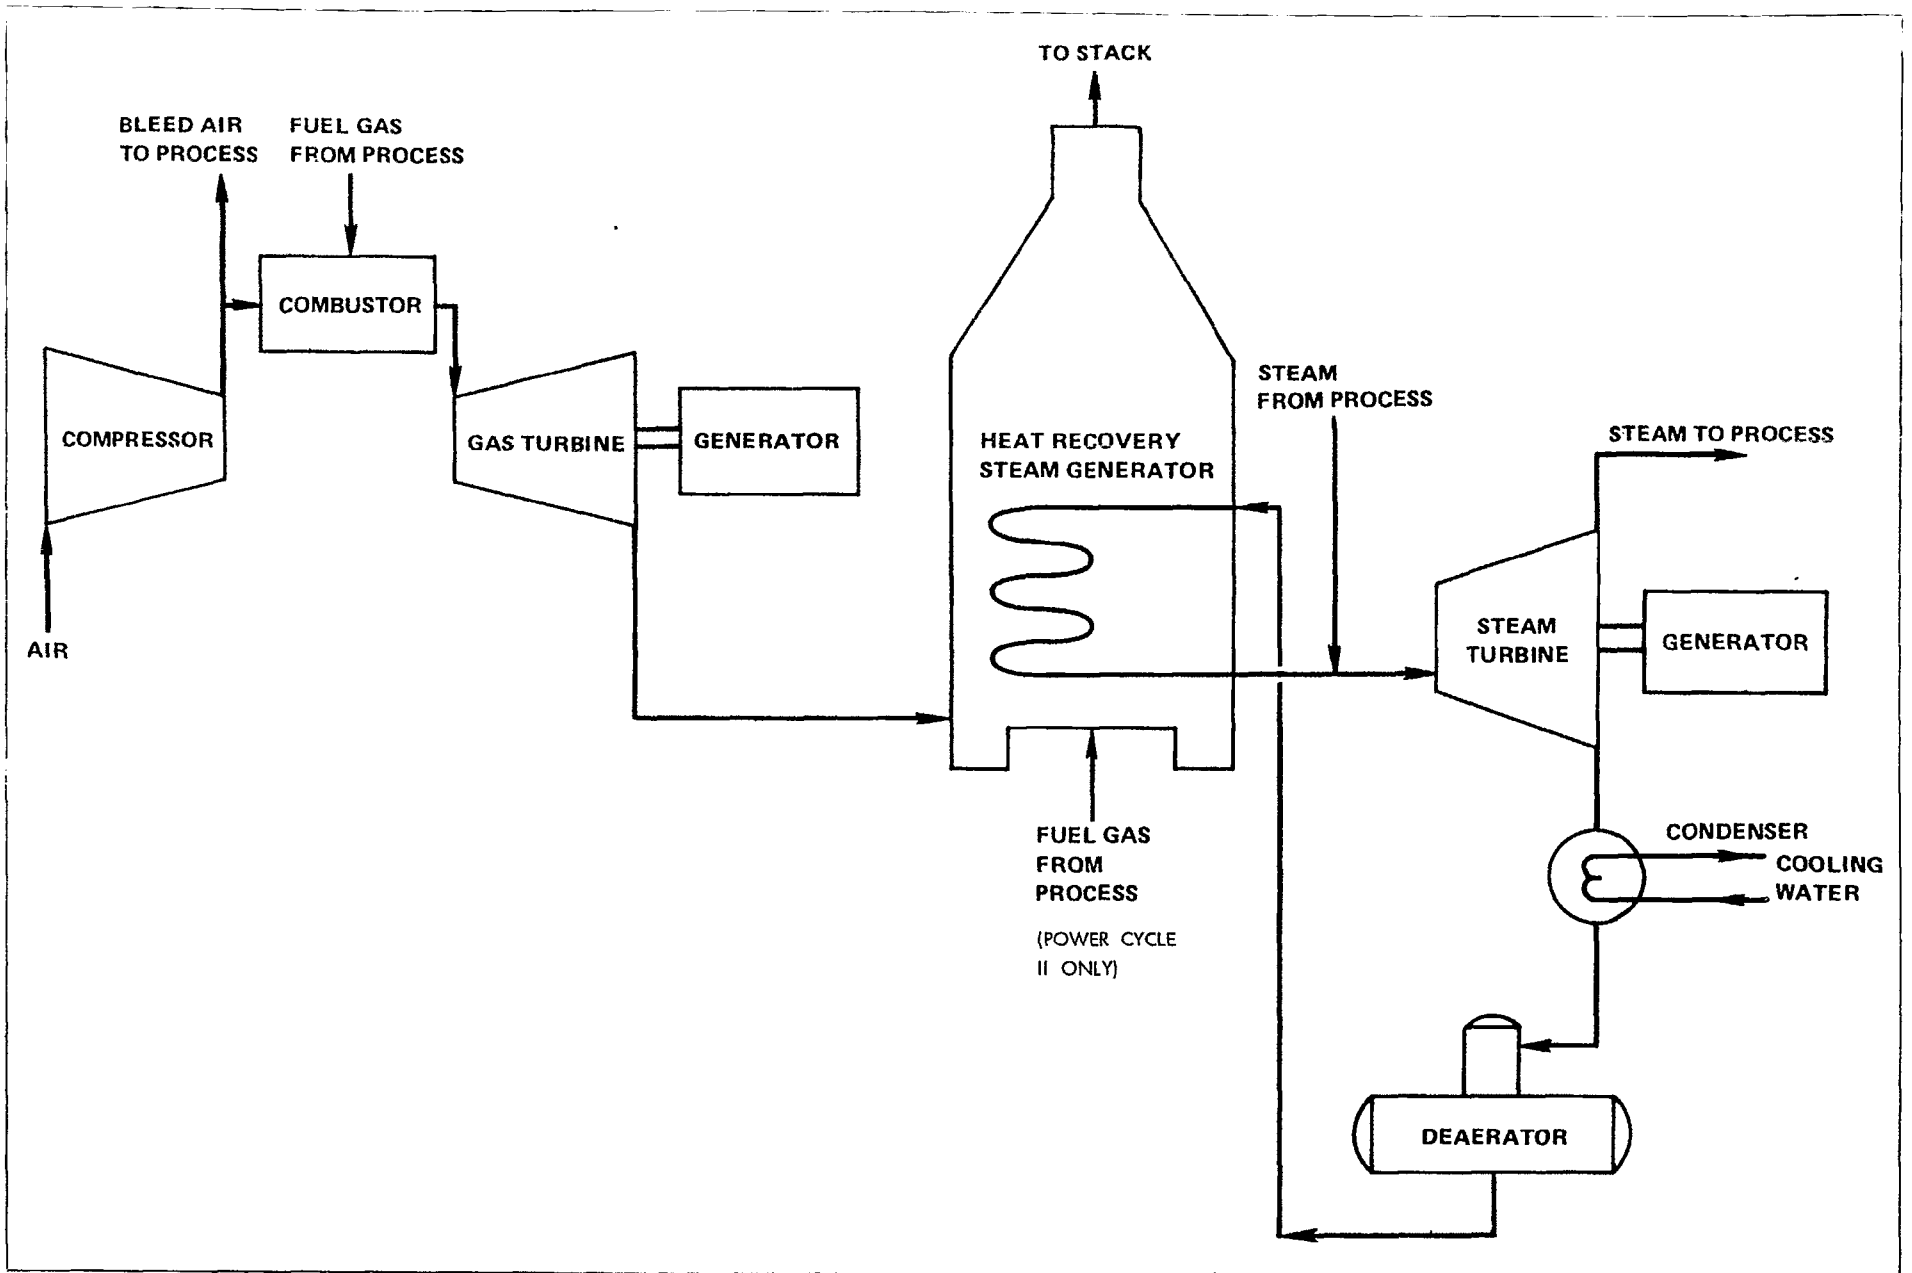 TO STACK
BLEED AIR
TO PROCESS
FUEL GAS
FROM PROCESS
COMBUSTOR
COMPRESSOR
GAS TURBINE
GENERATOR
AIR
HEAT RECOVERY
STEAM GENERATOR
STEAM
FROM PROCESS
STEAM TO PROCESS
STEAM
TURBINE
GENERATOR
FUEL GAS
FROM
PROCESS
(POWER CYCLE
II ONLY)
CONDENSER
COOLING
WATER
DEAERATOR